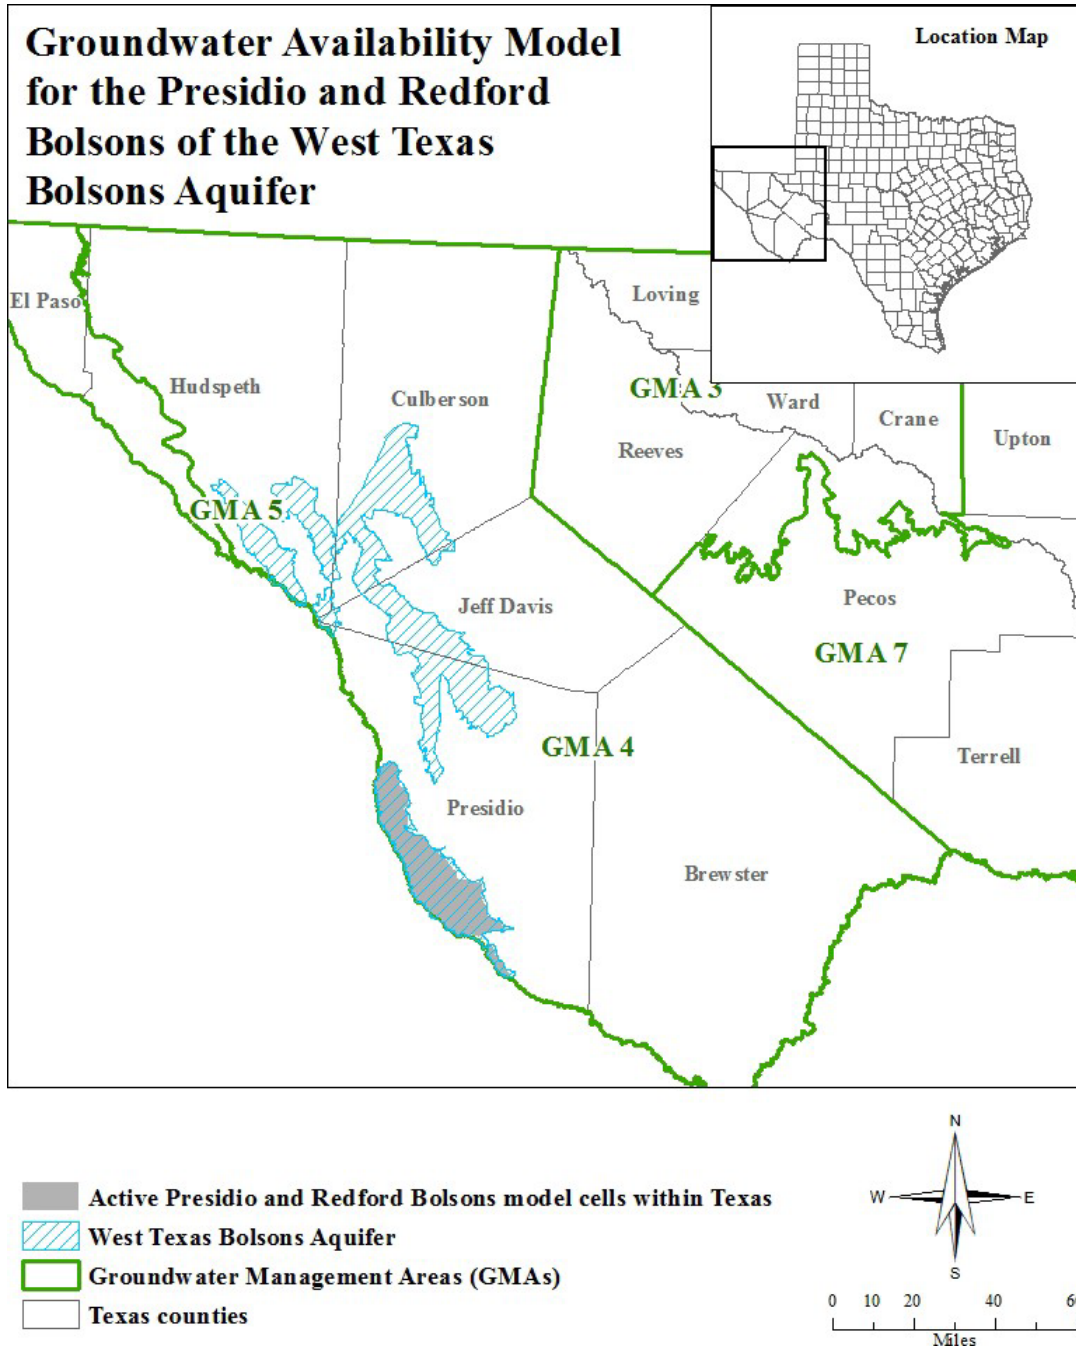 Groundwater Availability Model
for the Presidio and Redford
Bolsons of the West Texas
Bolsons Aquifer
Location Map
El Paso
Hudspeth
Culberson
Loving
GMA 3
Ward
Crane
Upton
Reeves
GMA 5
Jeff Davis
Pecos
GMA 7
GMA 4
Terrell
Presidio
Brewster
N
W
E
S
Active Presidio and Redford Bolsons model cells within Texas
West Texas Bolsons Aquifer
Groundwater Management Areas (GMAs)
Texas counties
0 10 20 40
Miles